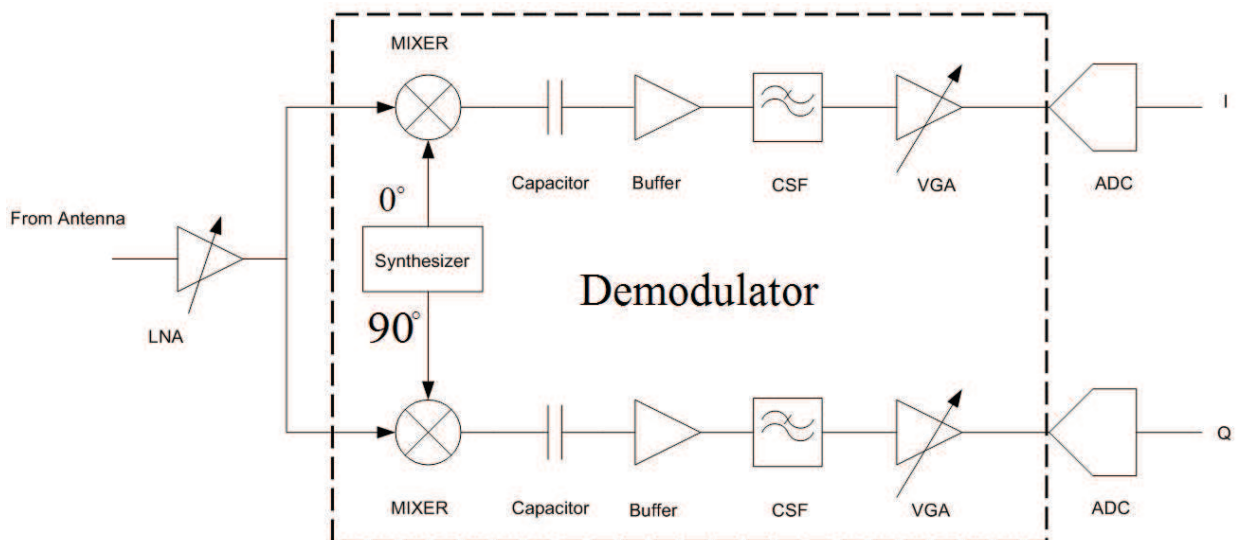 MIXER
I
Capacitor
Buffer
CSF
VGA
ADC
0°
From Antenna
Synthesizer
Demodulator
90°
LNA
Q
MIXER
Capacitor
Buffer
CSF
VGA
ADC